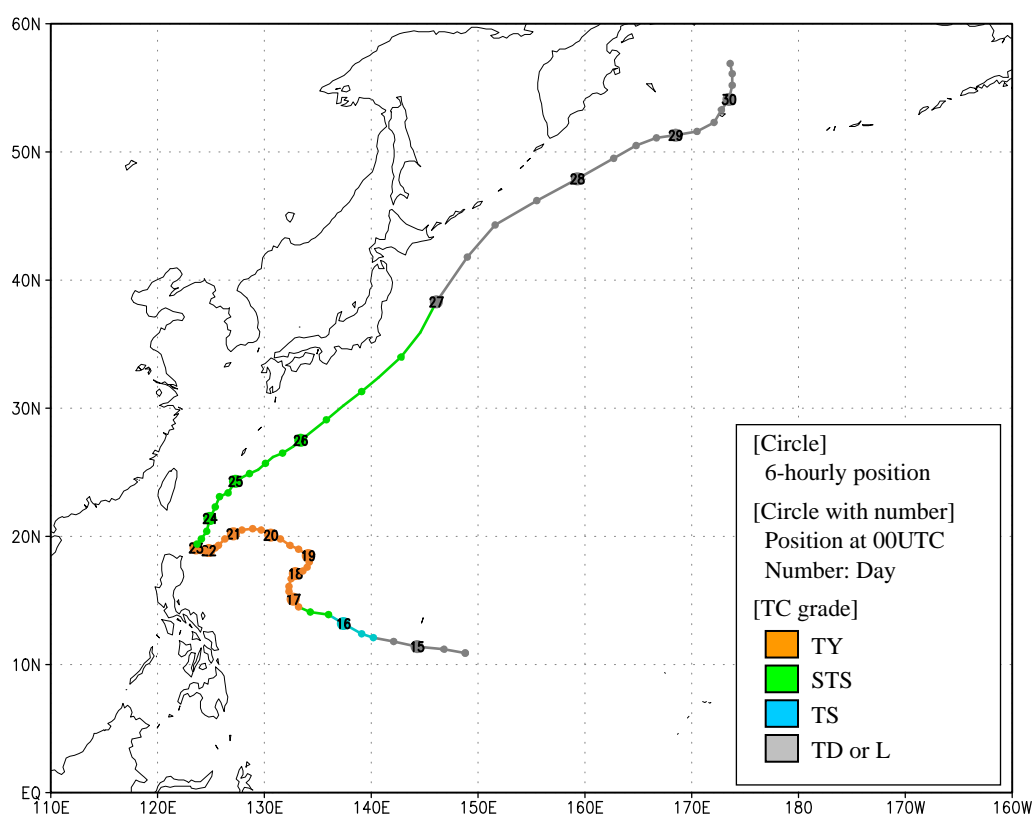 60N
50N
40N
30N
20N
10N
EQ
110E 120E 130E 140E 150E 160E 170E 180 170W 160W
30
29
28
27
26
25
24
23
22
21
20
19
18
17
16
15
[Circle]
6-hourly position
[Circle with number]
Position at 00UTC
Number: Day
[TC grade]
TY
STS
TS
TD or L